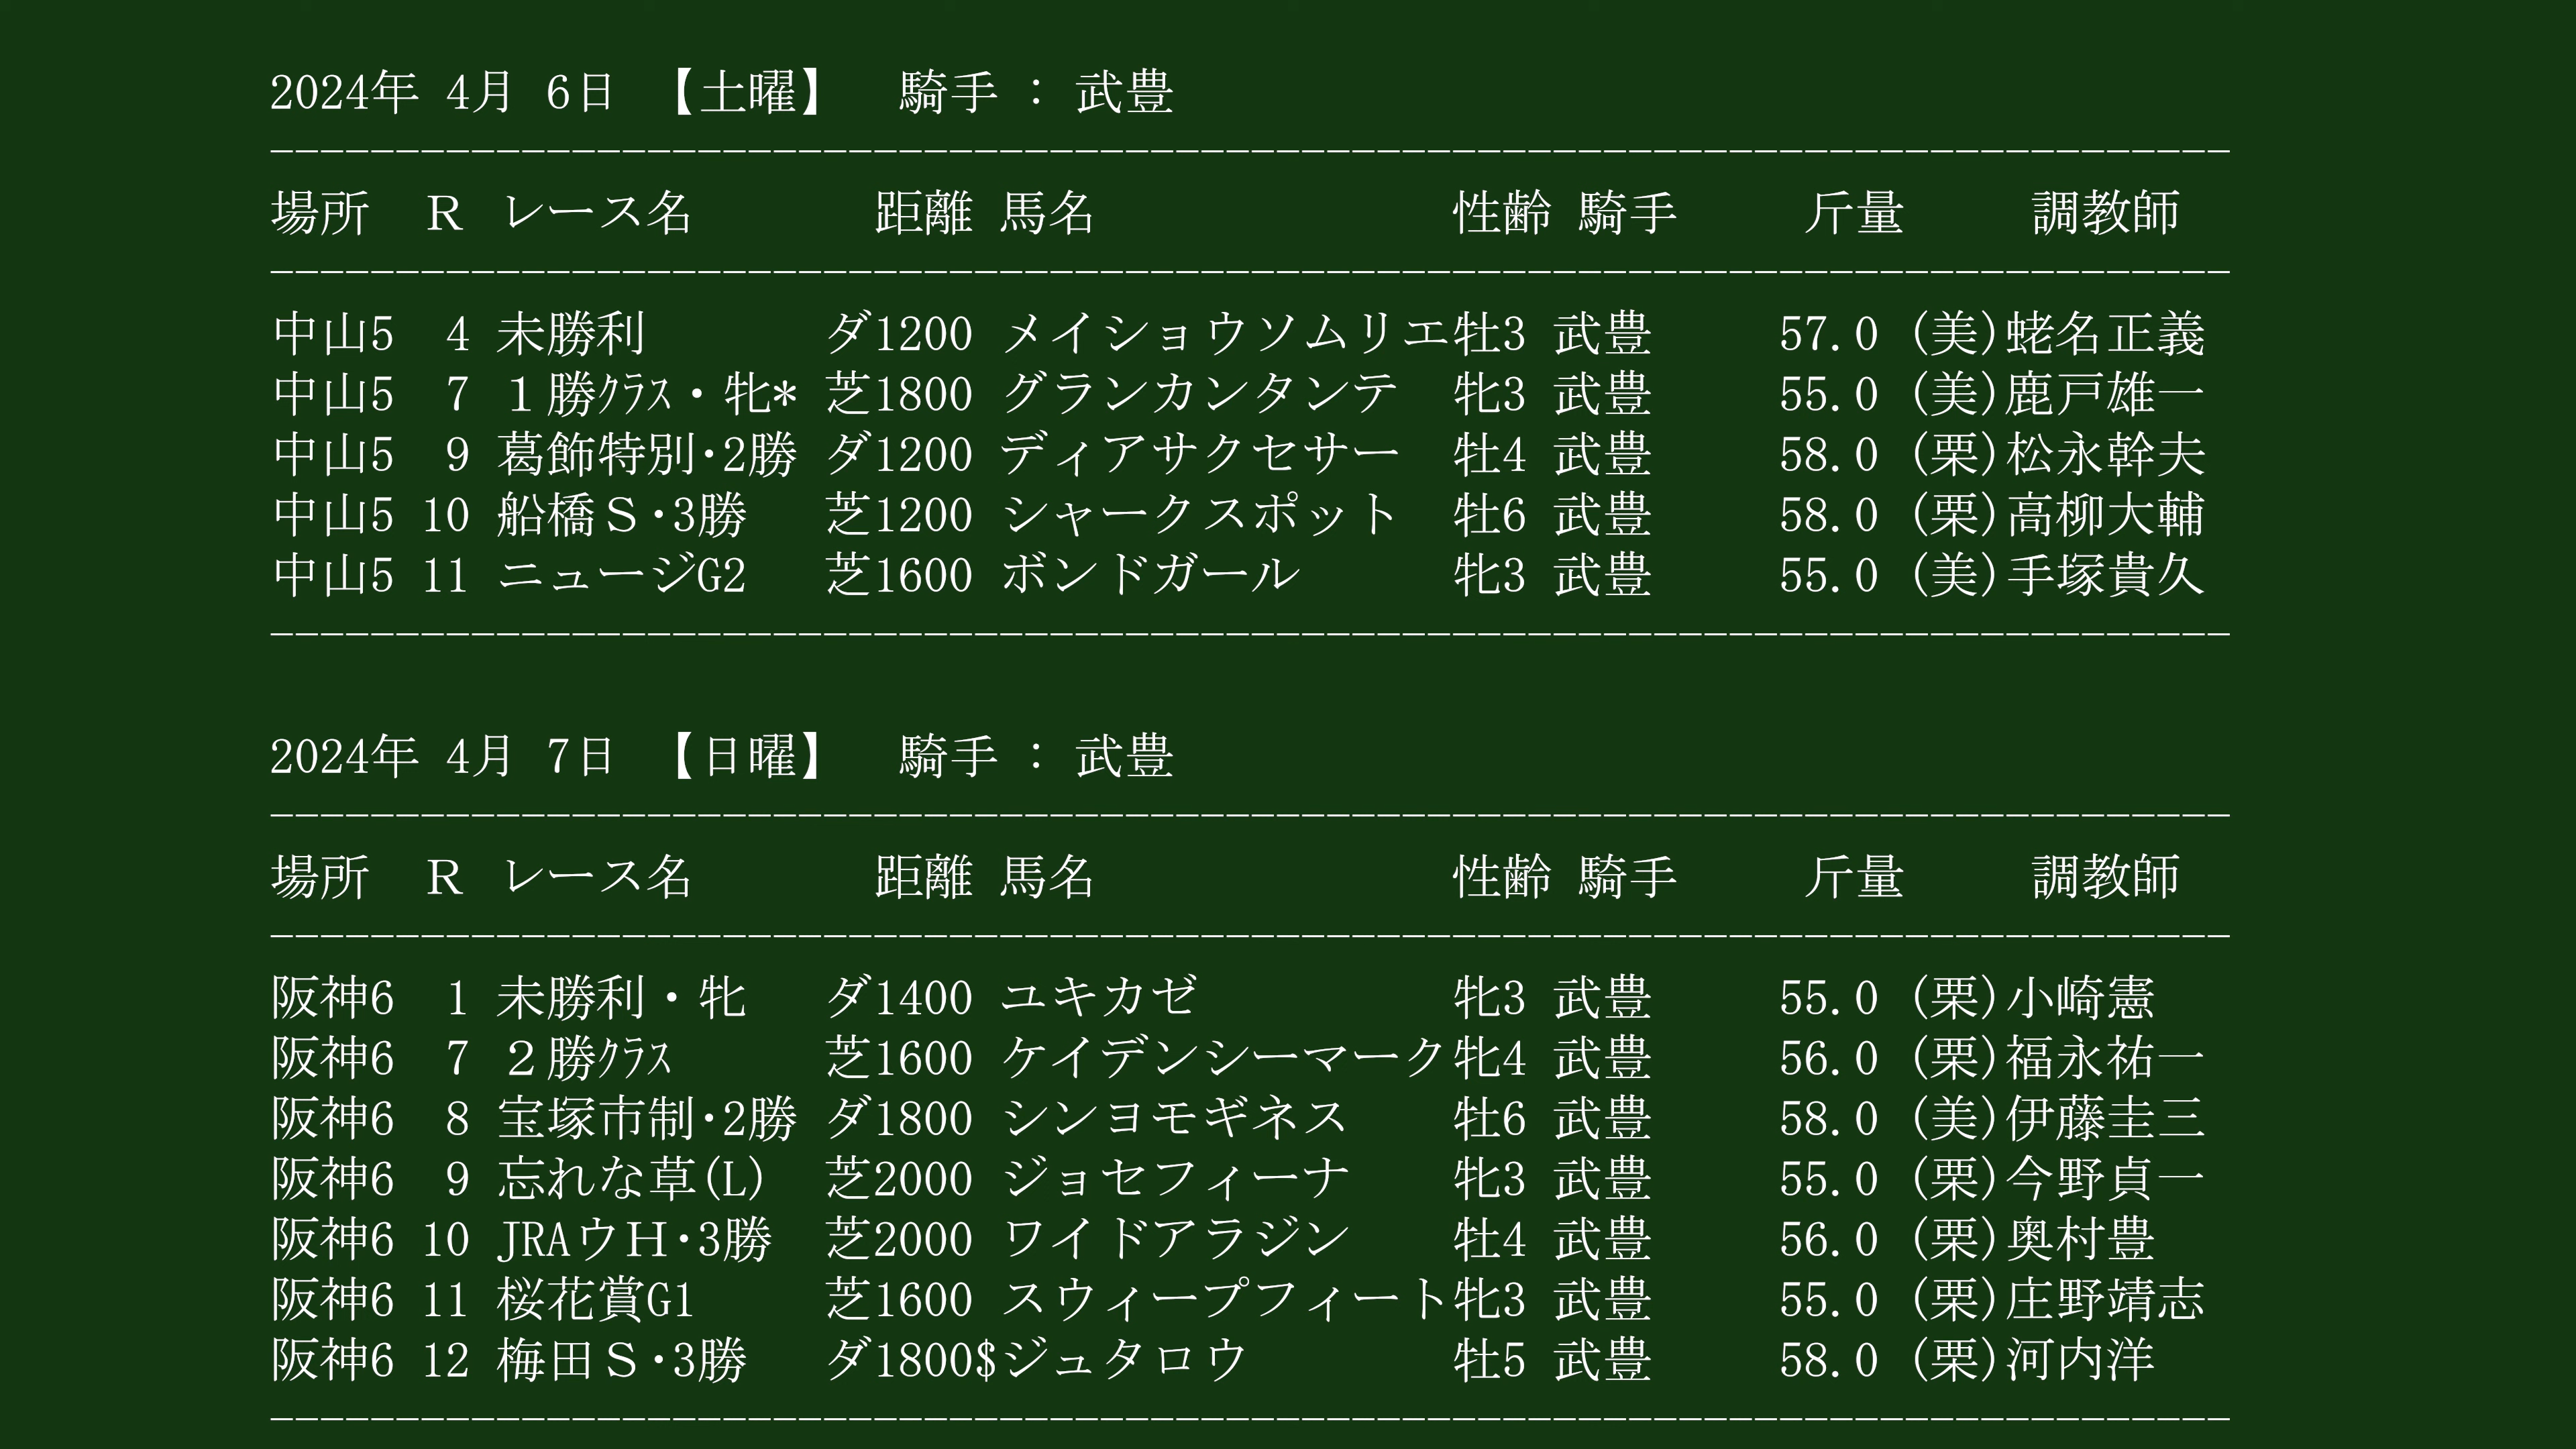 2024年 4月 6日 【土曜】 騎手 : 武豊
--------------------------------------------------------------------------------
場所 Ｒ レース名 距離 馬名 性齢 騎手 斤量 調教師
--------------------------------------------------------------------------------
中山5 4 未勝利 ダ1200 メイショウソムリエ牡3 武豊 57.0 (美)蛯名正義
中山5 7 １勝ｸﾗｽ・牝* 芝1800 グランカンタンテ 牝3 武豊 55.0 (美)鹿戸雄一
中山5 9 葛飾特別･2勝 ダ1200 ディアサクセサー 牡4 武豊 58.0 (栗)松永幹夫
中山5 10 船橋Ｓ･3勝 芝1200 シャークスポット 牡6 武豊 58.0 (栗)高柳大輔
中山5 11 ニュージG2 芝1600 ボンドガール 牝3 武豊 55.0 (美)手塚貴久
--------------------------------------------------------------------------------
2024年 4月 7日 【日曜】 騎手 : 武豊
--------------------------------------------------------------------------------
場所 Ｒ レース名 距離 馬名 性齢 騎手 斤量 調教師
--------------------------------------------------------------------------------
阪神6 1 未勝利・牝 ダ1400 ユキカゼ 牝3 武豊 55.0 (栗)小崎憲
阪神6 7 ２勝ｸﾗｽ 芝1600 ケイデンシーマーク牝4 武豊 56.0 (栗)福永祐一
阪神6 8 宝塚市制･2勝 ダ1800 シンヨモギネス 牡6 武豊 58.0 (美)伊藤圭三
阪神6 9 忘れな草(L) 芝2000 ジョセフィーナ 牝3 武豊 55.0 (栗)今野貞一
阪神6 10 JRAウＨ･3勝 芝2000 ワイドアラジン 牡4 武豊 56.0 (栗)奥村豊
阪神6 11 桜花賞G1 芝1600 スウィープフィート牝3 武豊 55.0 (栗)庄野靖志
阪神6 12 梅田Ｓ･3勝 ダ1800$ジュタロウ 牡5 武豊 58.0 (栗)河内洋
--------------------------------------------------------------------------------